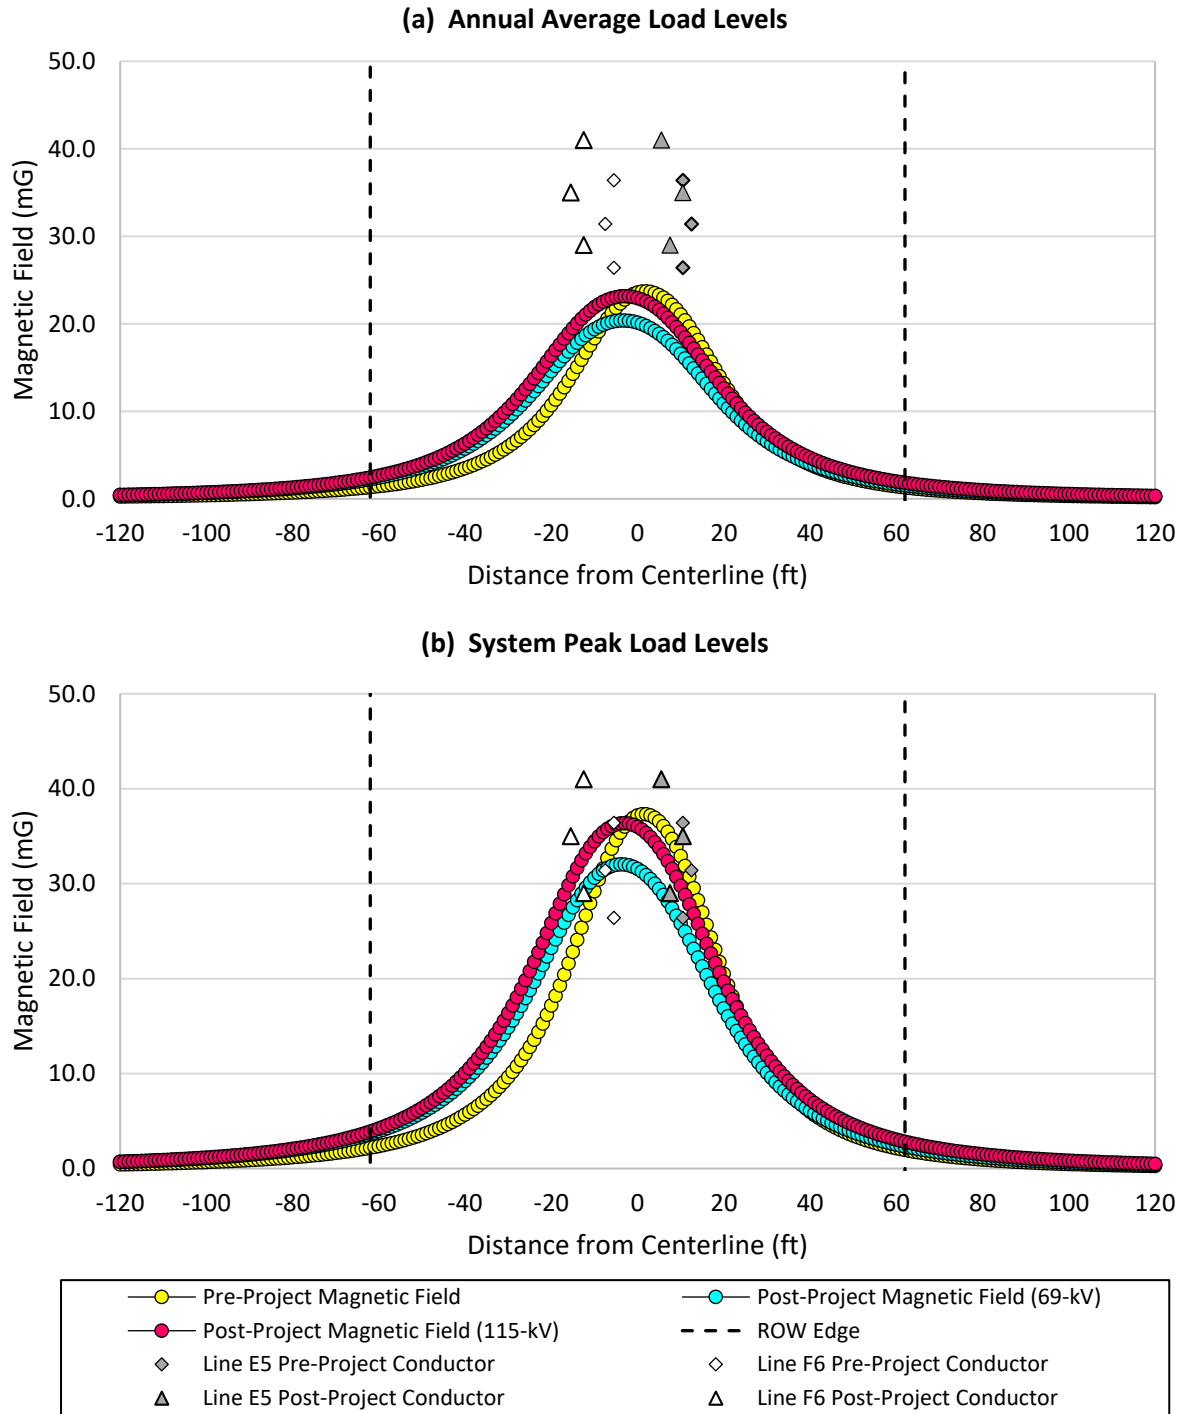 (a)  Annual Average Load Levels
50.0
40.0
30.0
20.0
10.0
0.0
Magnetic Field (mG)
-120 -100 -80 -60 -40 -20 0 20 40 60 80 100 120
Distance from Centerline (ft)
(b)  System Peak Load Levels
50.0
40.0
30.0
20.0
10.0
0.0
Magnetic Field (mG)
-120 -100 -80 -60 -40 -20 0 20 40 60 80 100 120
Distance from Centerline (ft)
Pre-Project Magnetic Field
Post-Project Magnetic Field (69-kV)
Post-Project Magnetic Field (115-kV)
ROW Edge
Line E5 Pre-Project Conductor
Line F6 Pre-Project Conductor
Line E5 Post-Project Conductor
Line F6 Post-Project Conductor